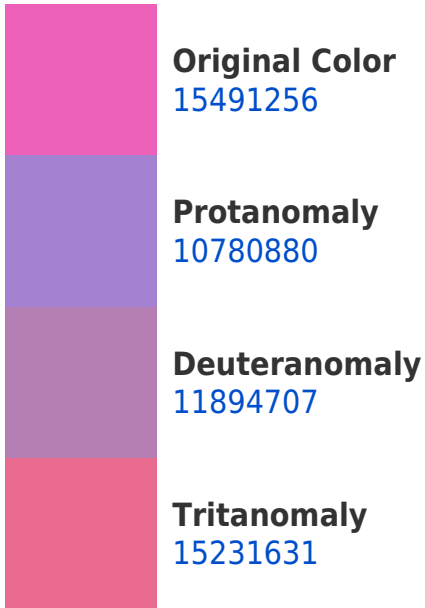 Original Color
15491256
Protanomaly
10780880
Deuteranomaly
11894707
Tritanomaly
15231631